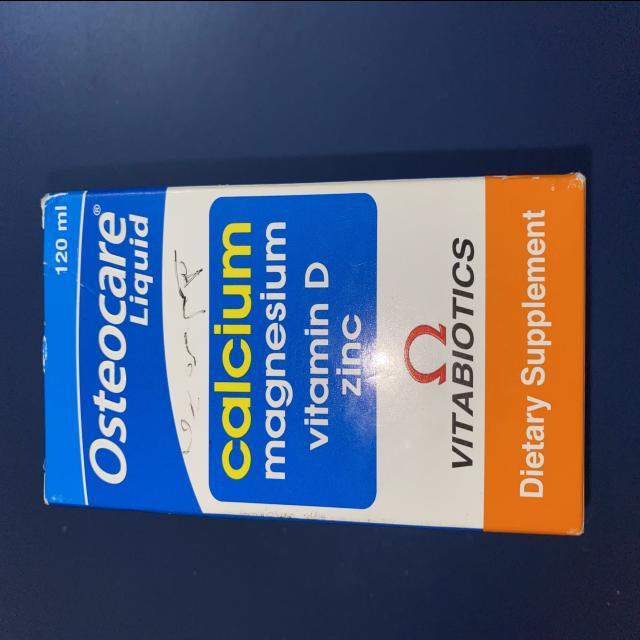 120 ml
Osteocare®
Liquid
calcium
magnesium
vitamin D
zinc
VITABIOTICS
Dietary Supplement